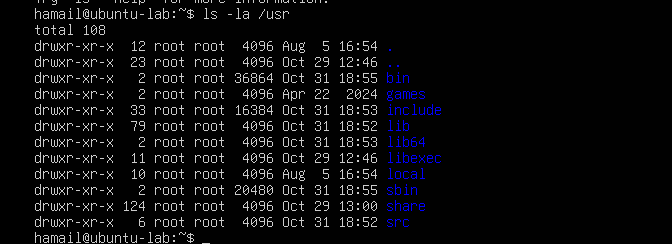 Try 'ls --help' for more information.
hamail@ubuntu-lab:~$ ls -la /usr
total 108
drwxr-xr-x  12 root root  4096 Aug  5 16:54 .
drwxr-xr-x  23 root root  4096 Oct 29 12:46 ..
drwxr-xr-x   2 root root 36864 Oct 31 18:55 bin
drwxr-xr-x   2 root root  4096 Apr 22  2024 games
drwxr-xr-x  33 root root 16384 Oct 31 18:53 include
drwxr-xr-x  79 root root  4096 Oct 31 18:52 lib
drwxr-xr-x   2 root root  4096 Oct 31 18:53 lib64
drwxr-xr-x  11 root root  4096 Oct 29 12:46 libexec
drwxr-xr-x  10 root root  4096 Aug  5 16:54 local
drwxr-xr-x   2 root root 20480 Oct 31 18:55 sbin
drwxr-xr-x 124 root root  4096 Oct 29 13:00 share
drwxr-xr-x   6 root root  4096 Oct 31 18:52 src
hamail@ubuntu-lab:~$ _